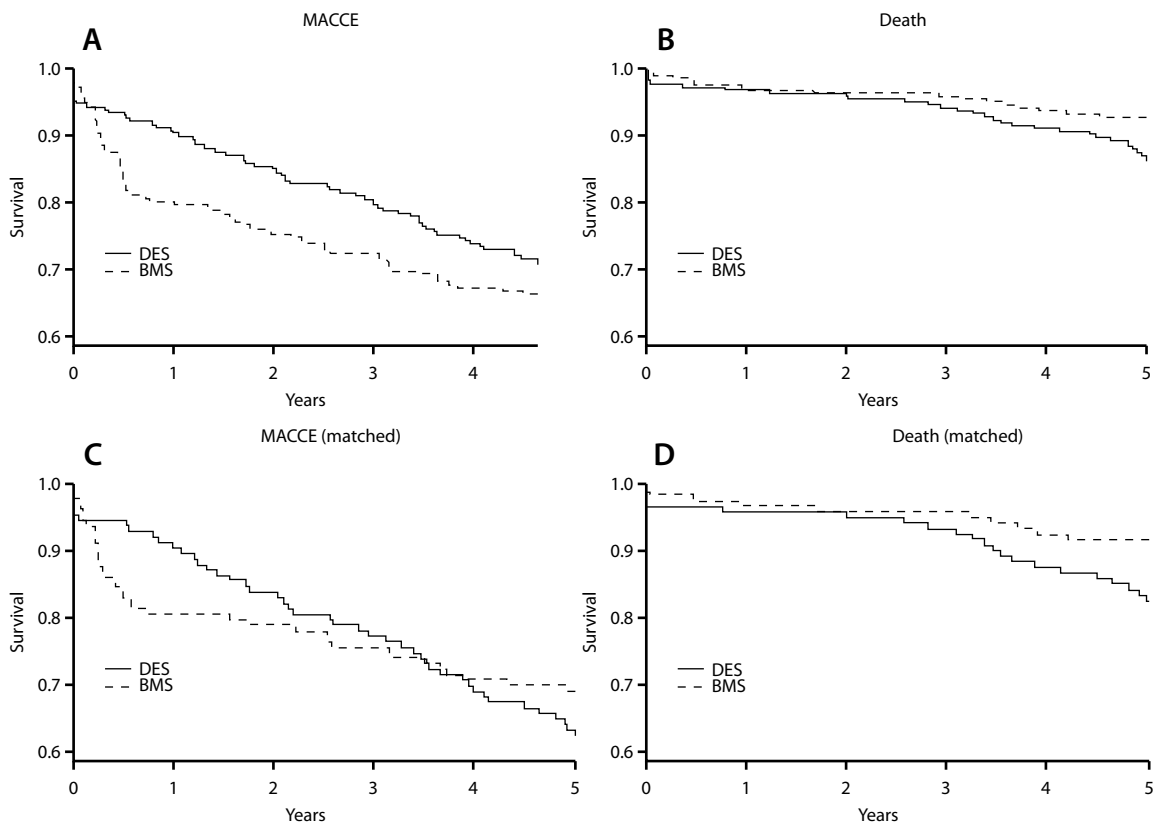 MACCE
A
1.0
0.9
0.8
0.7
0.6
Survival
DES
BMS
0 1 2 3 4
Years
Death
B
1.0
0.9
0.8
0.7
0.6
Survival
DES
BMS
0 1 2 3 4 5
Years
MACCE (matched)
C
1.0
0.9
0.8
0.7
0.6
Survival
DES
BMS
0 1 2 3 4 5
Years
Death (matched)
D
1.0
0.9
0.8
0.7
0.6
Survival
DES
BMS
0 1 2 3 4 5
Years